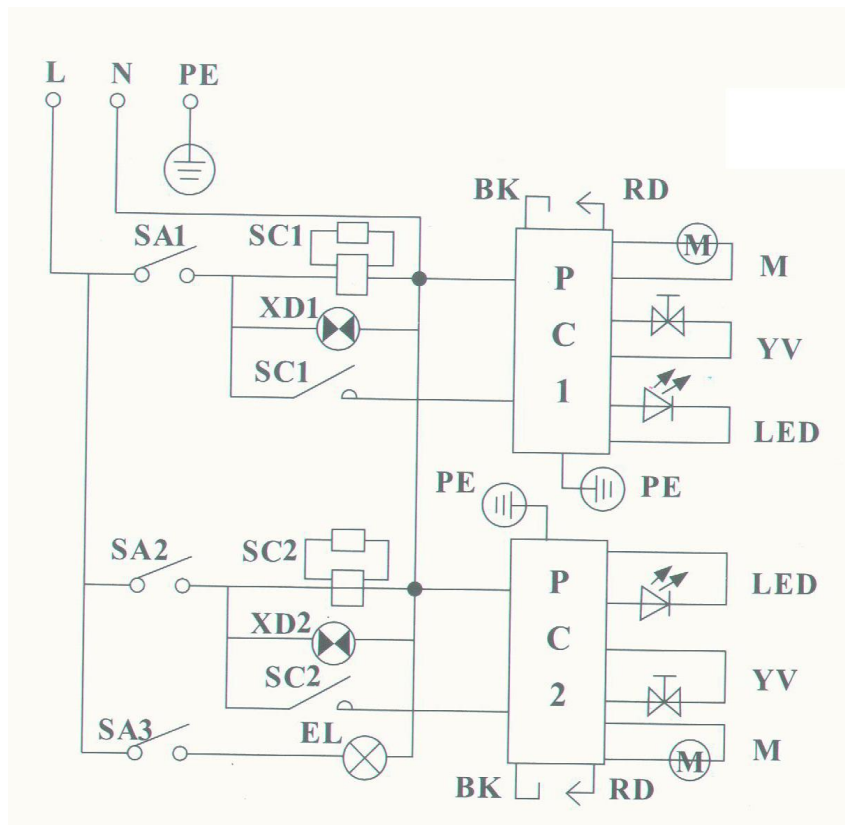 L N PE
BK RD
SA1 SC1 M
P M
XD1 C YV
SC1 1 LED
PE PE
SA2 SC2 P LED
XD2 C
SC2 2 YV
SA3 EL M
M
BK RD